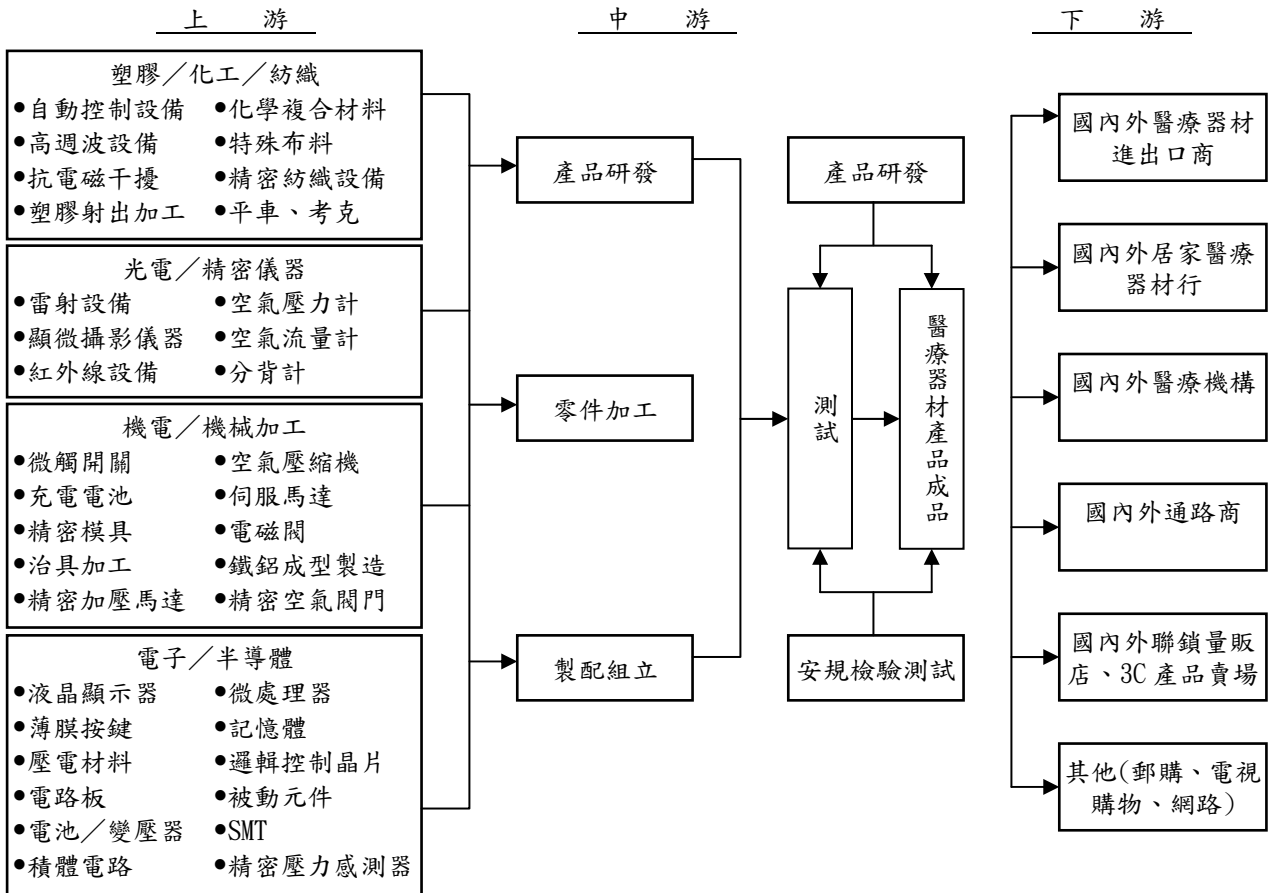 上 游
中 游
下 游
塑膠／化工／紡織
●自動控制設備 ●化學複合材料
●高週波設備 ●特殊布料
●抗電磁干擾 ●精密紡織設備
●塑膠射出加工 ●平車、考克
光電／精密儀器
●雷射設備 ●空氣壓力計
●顯微攝影儀器 ●空氣流量計
●紅外線設備 ●分背計
機電／機械加工
●微觸開關 ●空氣壓縮機
●充電電池 ●伺服馬達
●精密模具 ●電磁閥
●治具加工 ●鐵鋁成型製造
●精密加壓馬達 ●精密空氣閥門
電子／半導體
●液晶顯示器 ●微處理器
●薄膜按鍵 ●記憶體
●壓電材料 ●邏輯控制晶片
●電路板 ●被動元件
●電池／變壓器 ●SMT
●積體電路 ●精密壓力感測器
產品研發
零件加工
製配組立
產品研發
測試
醫療器材產品成品
安規檢驗測試
國內外醫療器材
進出口商
國內外居家醫療
器材行
國內外醫療機構
國內外通路商
國內外聯鎖量販
店、3C 產品賣場
其他(郵購、電視
購物、網路)